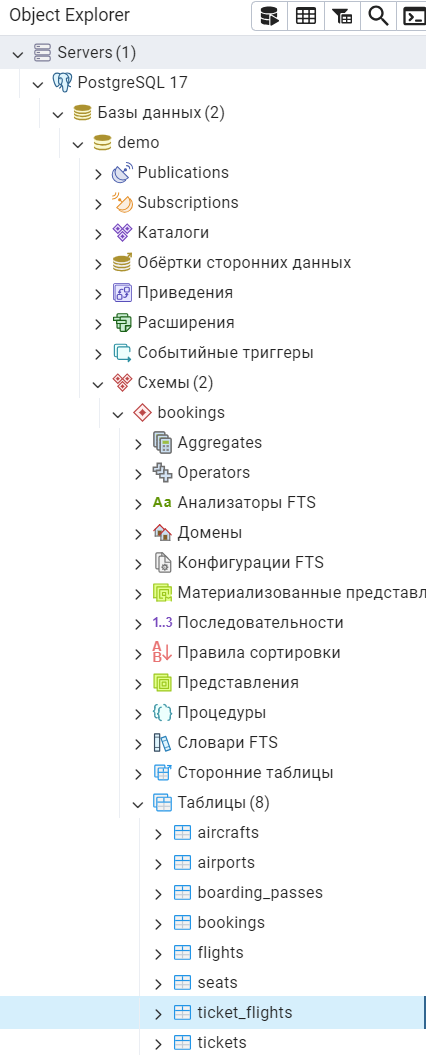 Object Explorer
Servers (1)
PostgreSQL 17
Базы данных (2)
demo
Publications
Subscriptions
Каталоги
Обёртки сторонних данных
Приведения
Расширения
Событийные триггеры
Схемы (2)
bookings
Aggregates
Operators
Aa Анализаторы FTS
Домены
Конфигурации FTS
Материализованные представл
1..3 Последовательности
Правила сортировки
Представления
Процедуры
Словари FTS
Сторонние таблицы
Таблицы (8)
aircrafts
airports
boarding_passes
bookings
flights
seats
ticket_flights
tickets